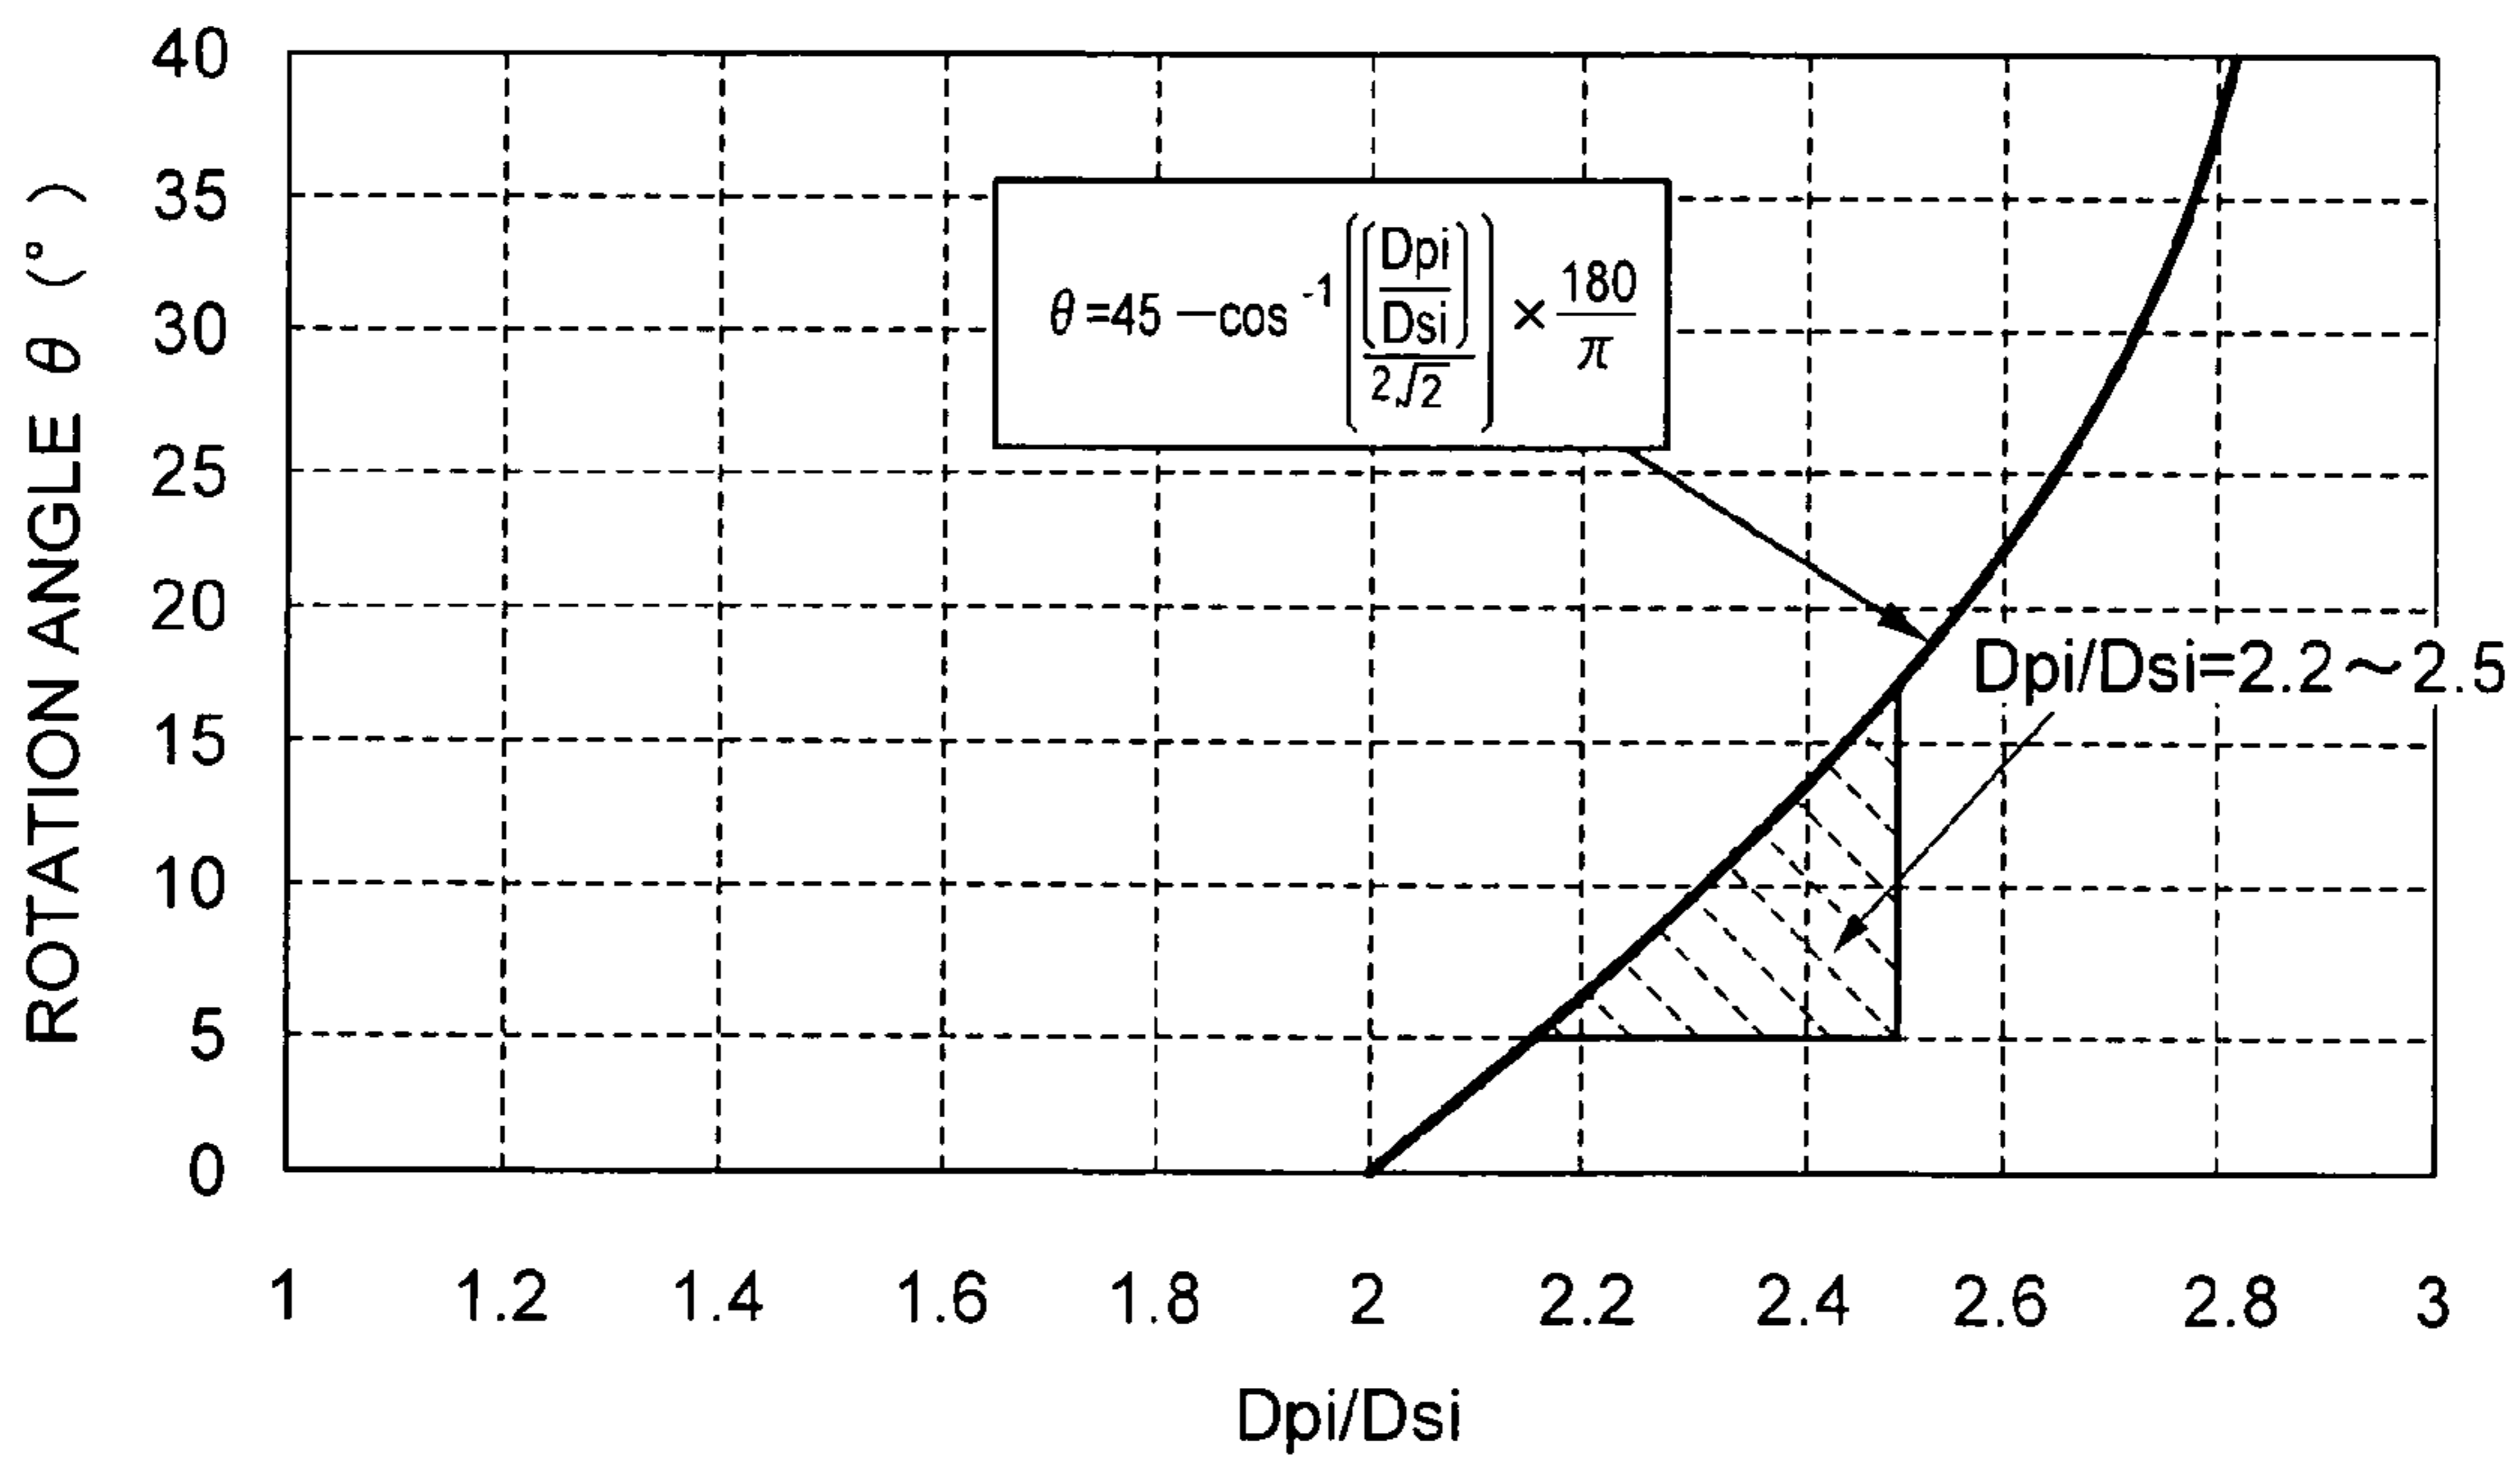 ROTATION ANGLE θ (°)
40
35
30
25
20
15
10
5
0
θ=45－cos⁻¹(((Dpi/Dsi))/(2√2))×180/π
Dpi/Dsi=2.2～2.5
1 1.2 1.4 1.6 1.8 2 2.2 2.4 2.6 2.8 3
Dpi/Dsi